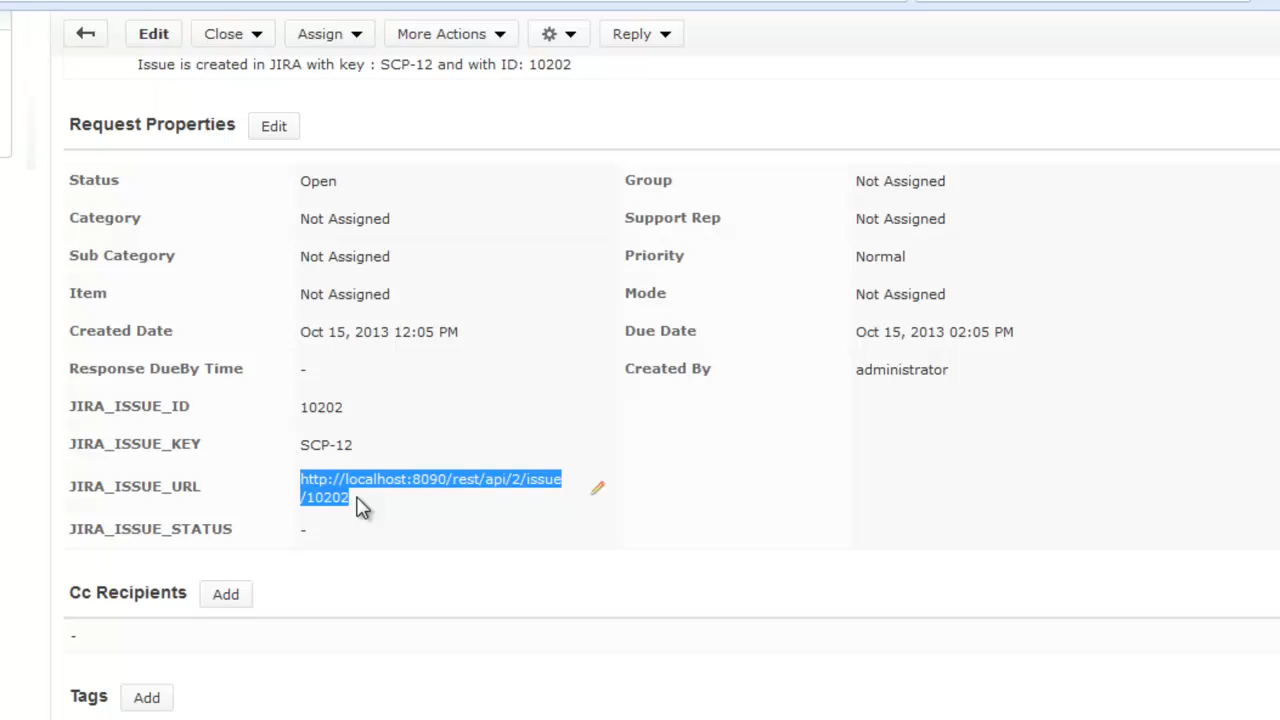 Edit Close Assign More Actions Reply
Issue is created in JIRA with key : SCP-12 and with ID: 10202
Request Properties Edit
Status Open Group Not Assigned
Category Not Assigned Support Rep Not Assigned
Sub Category Not Assigned Priority Normal
Item Not Assigned Mode Not Assigned
Created Date Oct 15, 2013 12:05 PM Due Date Oct 15, 2013 02:05 PM
Response DueBy Time - Created By administrator
JIRA_ISSUE_ID 10202
JIRA_ISSUE_KEY SCP-12
JIRA_ISSUE_URL http://localhost:8090/rest/api/2/issue
/10202
JIRA_ISSUE_STATUS -
Cc Recipients Add
-
Tags Add